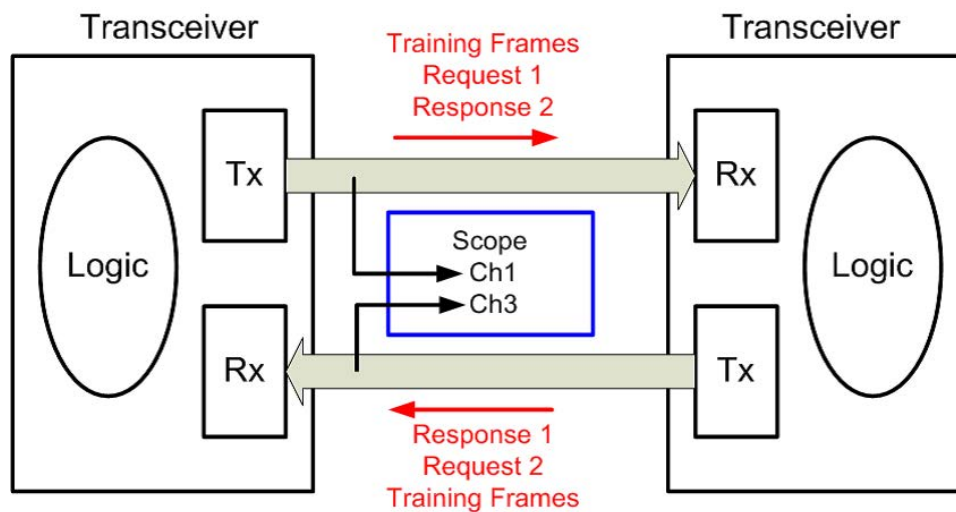 Transceiver
Transceiver
Training Frames
Request 1
Response 2
Tx
Rx
Scope
Ch1
Ch3
Logic
Logic
Rx
Tx
Response 1
Request 2
Training Frames